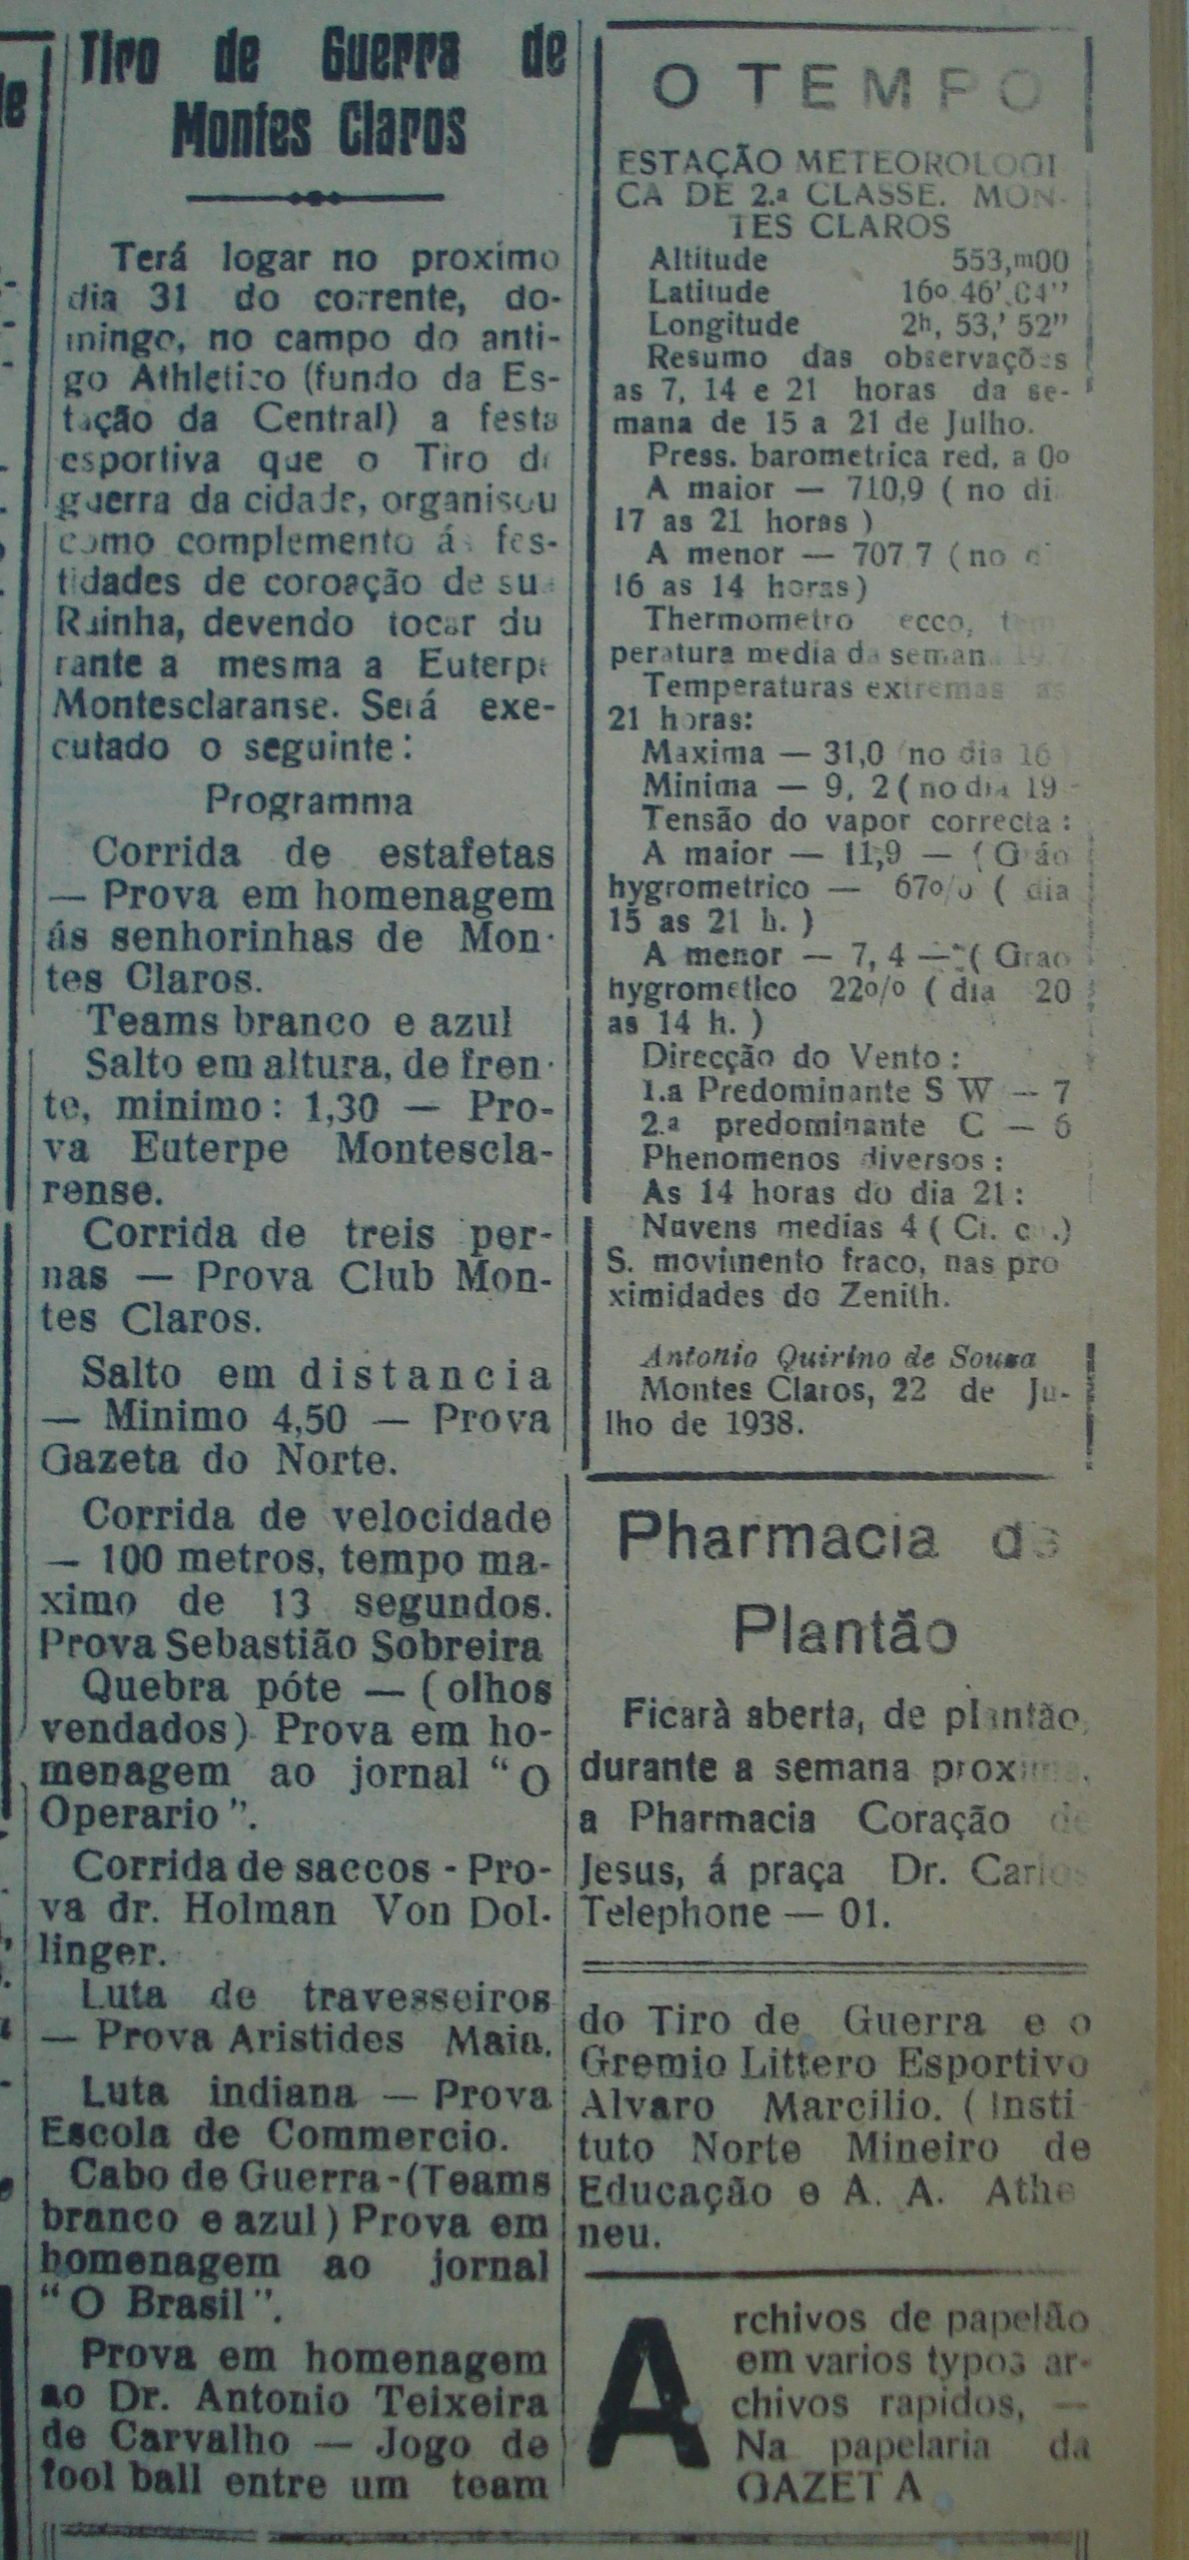 Tiro de Guerra de
Montes Claros
Terá logar no proximo
dia 31 do corrente, do-
mingo, no campo do anti-
go Athletico (fundo da Es-
tação da Central) a festa
esportiva que o Tiro de
guerra da cidade, organisou
como complemento ás fes-
tidades de coroação de su
Rainha, devendo tocar du
rante a mesma a Euterpe
Montesclaranse. Será exe-
cutado o seguinte:
Programma
Corrida de estafetas
— Prova em homenagem
ás senhorinhas de Mon-
tes Claros.
Teams branco e azul
Salto em altura, de fren-
te, minimo: 1,30 — Pro-
va Euterpe Montescla-
rense.
Corrida de treis per-
nas — Prova Club Mon-
tes Claros.
Salto em distancia
— Minimo 4,50 — Prova
Gazeta do Norte.
Corrida de velocidade
— 100 metros, tempo ma-
ximo de 13 segundos.
Prova Sebastião Sobreira
Quebra póte — (olhos
vendados) Prova em ho-
menagem ao jornal "O
Operario".
Corrida de saccos - Pro-
va dr. Holman Von Dol-
linger.
Luta de travesseiros
— Prova Aristides Maia.
Luta indiana — Prova
Escola de Commercio.
Cabo de Guerra - (Teams
branco e azul) Prova em
homenagem ao jornal
"O Brasil".
Prova em homenagem
ao Dr. Antonio Teixeira
de Carvalho — Jogo de
fool ball entre um team
O TEMPO
ESTAÇÃO METEOROLOGI
CA DE 2.ª CLASSE. MON-
TES CLAROS
Altitude 553,m00
Latitude 16º 46' 04"
Longitude 2h, 53,' 52"
Resumo das observações
as 7, 14 e 21 horas da se-
mana de 15 a 21 de Julho.
Press. barometrica red. a 0º
A maior — 710,9 ( no di
17 as 21 horas )
A menor — 707 7 (no
16 as 14 horas)
Thermometro ecco, tem
peratura media da seman
Temperaturas extremas as
21 horas:
Maxima — 31,0 (no dia 16
Minima — 9, 2 ( no dia 19
Tensão do vapor correcta :
A maior — 11,9 — (Gráo
hygrometrico — 67º/o ( dia
15 as 21 h. )
A menor — 7, 4 — ( Grao
hygrometico 22º/o ( dia 20
as 14 h. )
Direcção do Vento :
1.a Predominante S W — 7
2.ª predominante C — 6
Phenomenos diversos :
As 14 horas do dia 21 :
Nuvens medias 4 ( Ci. .)
S. movimento fraco, nas pro
ximidades do Zenith.
Antonio Quirino de Souza
Montes Claros, 22 de Ju-
lho de 1938.
Pharmacia de
Plantão
Ficarà aberta, de plantão,
durante a semana proxima,
a Pharmacia Coração de
Jesus, á praça Dr. Carlos
Telephone — 01.
do Tiro de Guerra e o
Gremio Littero Esportivo
Alvaro Marcilio. ( Insti
tuto Norte Mineiro de
Educação e A. A. Athe
neu.
Archivos de papelão
em varios typos ar-
chivos rapidos, —
Na papelaria da
GAZETA